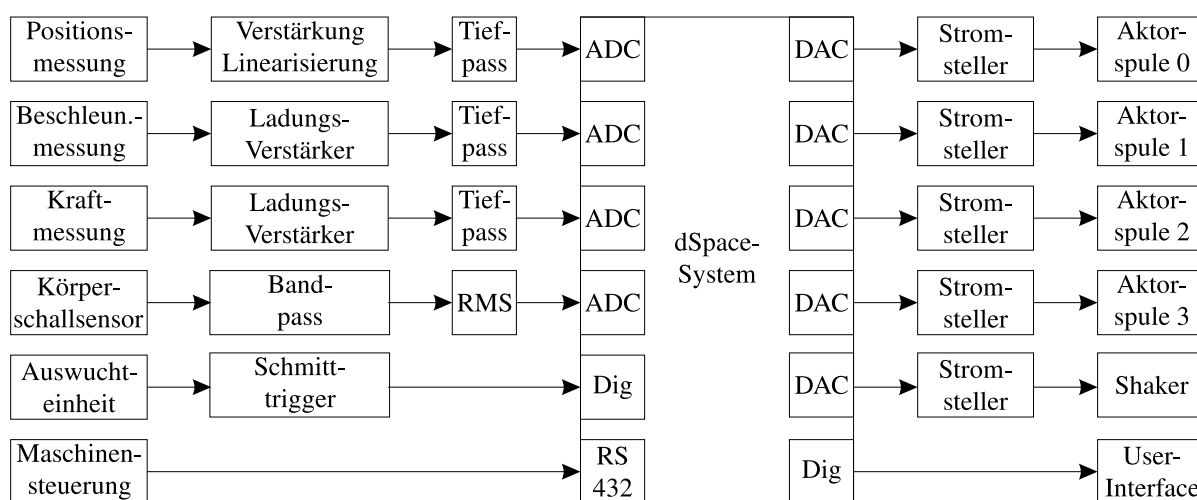 Positions-
messung
Verstärkung
Linearisierung
Tief-
pass
ADC
DAC
Strom-
steller
Aktor-
spule 0
Beschleun.-
messung
Ladungs-
Verstärker
Tief-
pass
ADC
DAC
Strom-
steller
Aktor-
spule 1
Kraft-
messung
Ladungs-
Verstärker
Tief-
pass
ADC
dSpace-
System
DAC
Strom-
steller
Aktor-
spule 2
Körper-
schallsensor
Band-
pass
RMS
ADC
DAC
Strom-
steller
Aktor-
spule 3
Auswucht-
einheit
Schmitt-
trigger
Dig
DAC
Strom-
steller
Shaker
Maschinen-
steuerung
RS
432
Dig
User-
Interface